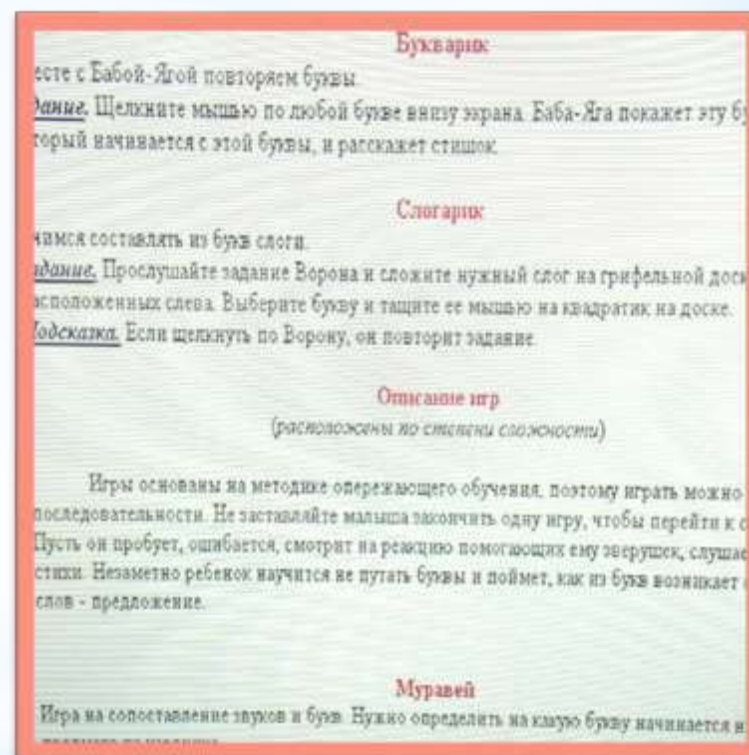 Букварик
есте с Бабой-Ягой повторяем буквы.
дание. Щелкните мышью по любой букве внизу экрана. Баба-Яга покажет эту бу
торый начинается с этой буквы, и расскажет стишок.
Слогарик
чимся составлять из букв слоги.
адание. Прослушайте задание Ворона и сложите нужный слог на грифельной доск
асположенных слева. Выберите букву и тащите ее мышью на квадратик на доске.
Подсказка. Если щелкнуть по Ворону, он повторит задание.
Описание игр
(расположены по степени сложности)
Игры основаны на методике опережающего обучения, поэтому играть можно
последовательности. Не заставляйте малыша закончить одну игру, чтобы перейти к с
Пусть он пробует, ошибается, смотрит на реакцию помогающих ему зверушек, слушае
стихи. Незаметно ребенок научится не путать буквы и поймет, как из букв возникает
слов - предложение.
Муравей
Игра на сопоставление звуков и букв. Нужно определить на какую букву начинается н